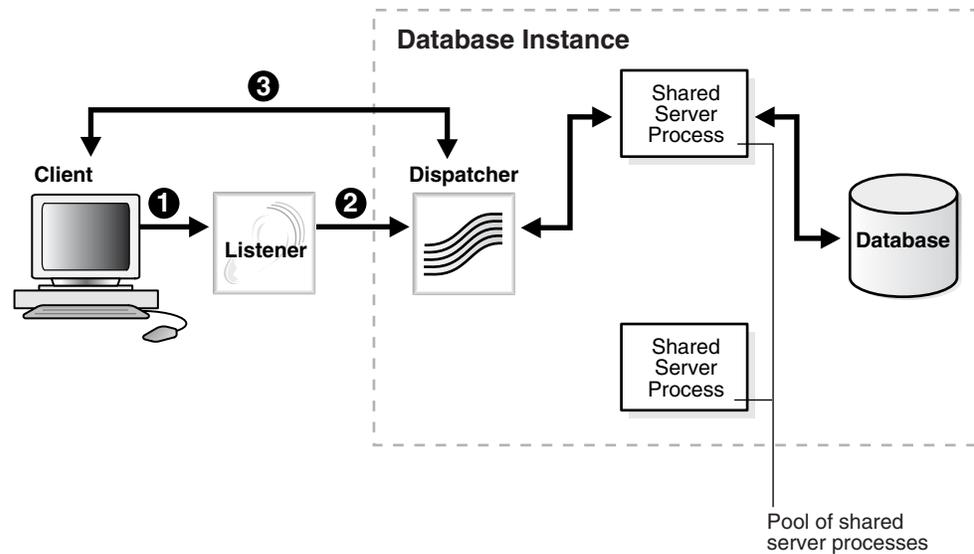 Database Instance
3
Shared
Server
Process
Client
Dispatcher
1
2
Listener
Database
Shared
Server
Process
Pool of shared
server processes